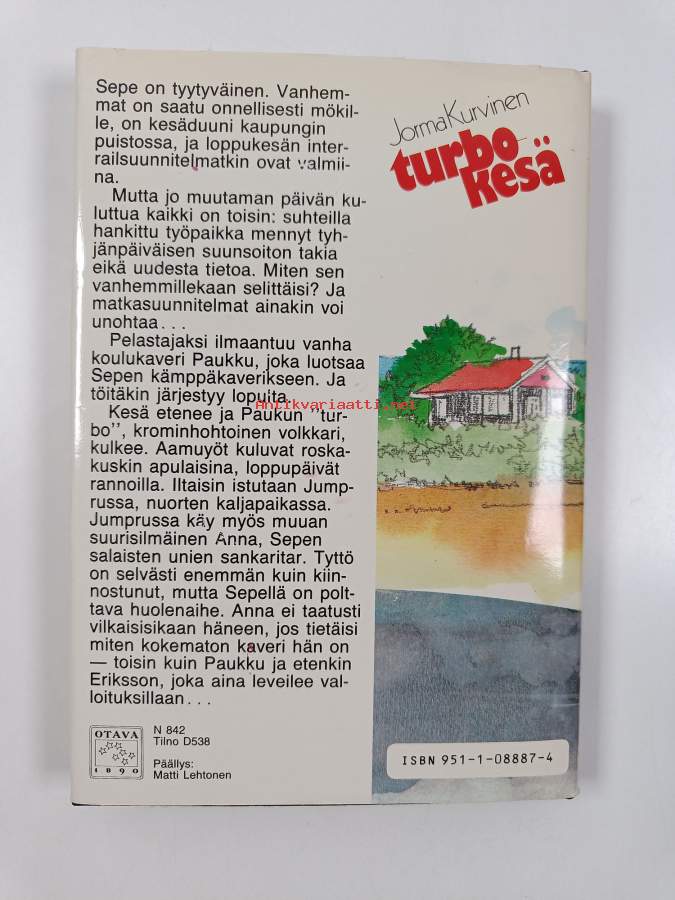 Sepe on tyytyväinen. Vanhem-
mat on saatu onnellisesti mökil-
le, on kesäduuni kaupungin
puistossa, ja loppukesän inter-
railsuunnitelmatkin ovat valmii-
na.
Mutta jo muutaman päivän ku-
luttua kaikki on toisin: suhteilla
hankittu työpaikka mennyt tyh-
jänpäiväisen suunsoiton takia
eikä uudesta tietoa. Miten sen
vanhemmillekaan selittäisi? Ja
matkasuunnitelmat ainakin voi
unohtaa...
Pelastajaksi ilmaantuu vanha
koulukaveri Paukku, joka luotsaa
Sepen kämppäkaverikseen. Ja
töitäkin järjestyy lopulta.
Kesä etenee ja Paukun "tur-
bo", krominhohtoinen volkkari,
kulkee. Aamuyöt kuluvat roska-
kuskin apulaisina, loppupäivät
rannoilla. Iltaisin istutaan Jump-
russa, nuorten kaljapaikassa.
Jumprussa käy myös muuan
suurisilmäinen Anna, Sepen
salaisten unien sankaritar. Tyttö
on selvästi enemmän kuin kiin-
nostunut, mutta Sepellä on polt-
tava huolenaihe. Anna ei taatusti
vilkaisisikaan häneen, jos tietäisi
miten kokematon kaveri hän on
— toisin kuin Paukku ja etenkin
Eriksson, joka aina leveilee val-
loituksillaan...
Jorma Kurvinen
turbo-
kesä
Antikvariaatti.net
OTAVA
1890
N 842
Tilno D538
Päällys:
Matti Lehtonen
ISBN 951-1-08887-4